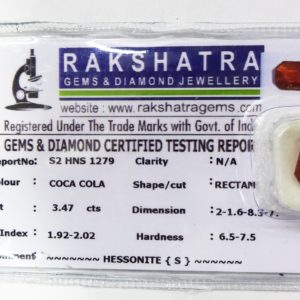 RAKSHATRA
GEMS & DIAMOND JEWELLERY
website : www.rakshatragems.com
Registered Under The Trade Marks with Govt. of
GEMS & DIAMOND CERTIFIED TESTING REPOR
portNo: S2 HNS 1279 Clarity : N/A
olour : COCA COLA Shape/cut : RECTAN
: 3.47 cts Dimension :
Index : 1.92-2.02 Hardness : 6.5-7.5
HESSONITE { S }